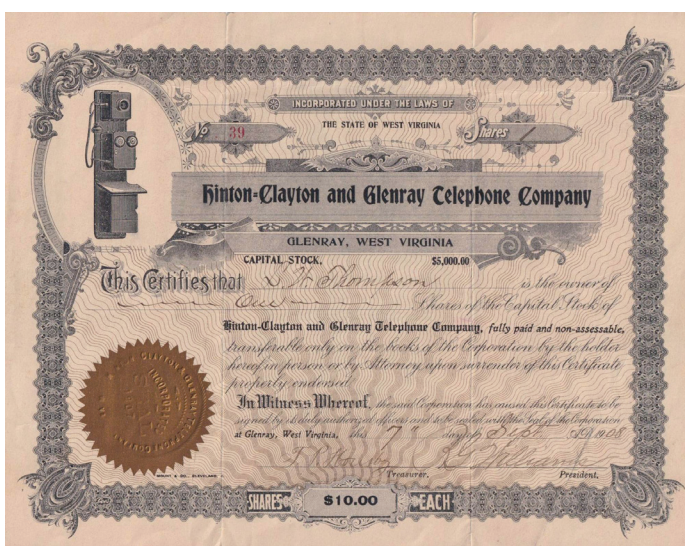 INCORPORATED UNDER THE LAWS OF
THE STATE OF WEST VIRGINIA
No 39
Shares 1
Hinton-Clayton and Glenray Telephone Company
GLENRAY, WEST VIRGINIA
CAPITAL STOCK, $5,000.00
This Certifies that Thompson is the owner of
One Shares of the Capital Stock of
Hinton-Clayton and Glenray Telephone Company, fully paid and non-assessable,
transferable only on the books of the Corporation by the holder
hereof in person or by Attorney upon surrender of this Certificate
properly endorsed.
In Witness Whereof, the said Corporation has caused this Certificate to be
signed by its duly authorized officers and to be sealed with the Seal of the Corporation
at Glenray, West Virginia, this 7 day of Sept A.D. 1908
Williams
Treasurer. President.
SHARES $10.00 EACH